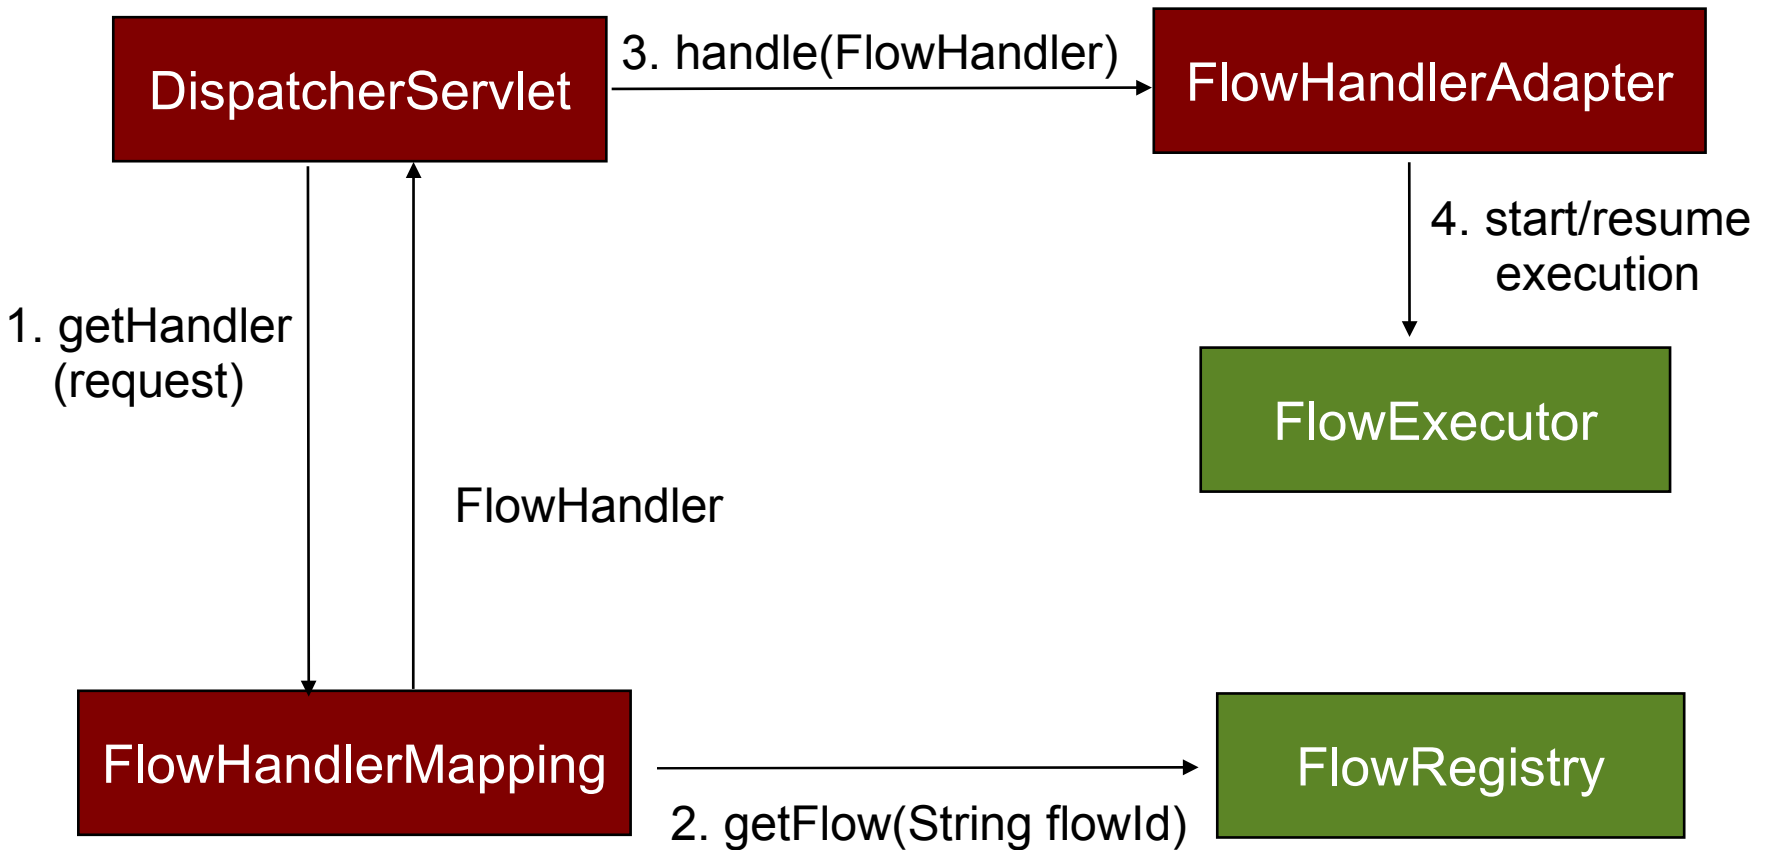 DispatcherServlet
3. handle(FlowHandler)
FlowHandlerAdapter
4. start/resume
execution
1. getHandler
(request)
FlowExecutor
FlowHandler
FlowHandlerMapping
2. getFlow(String flowId)
FlowRegistry